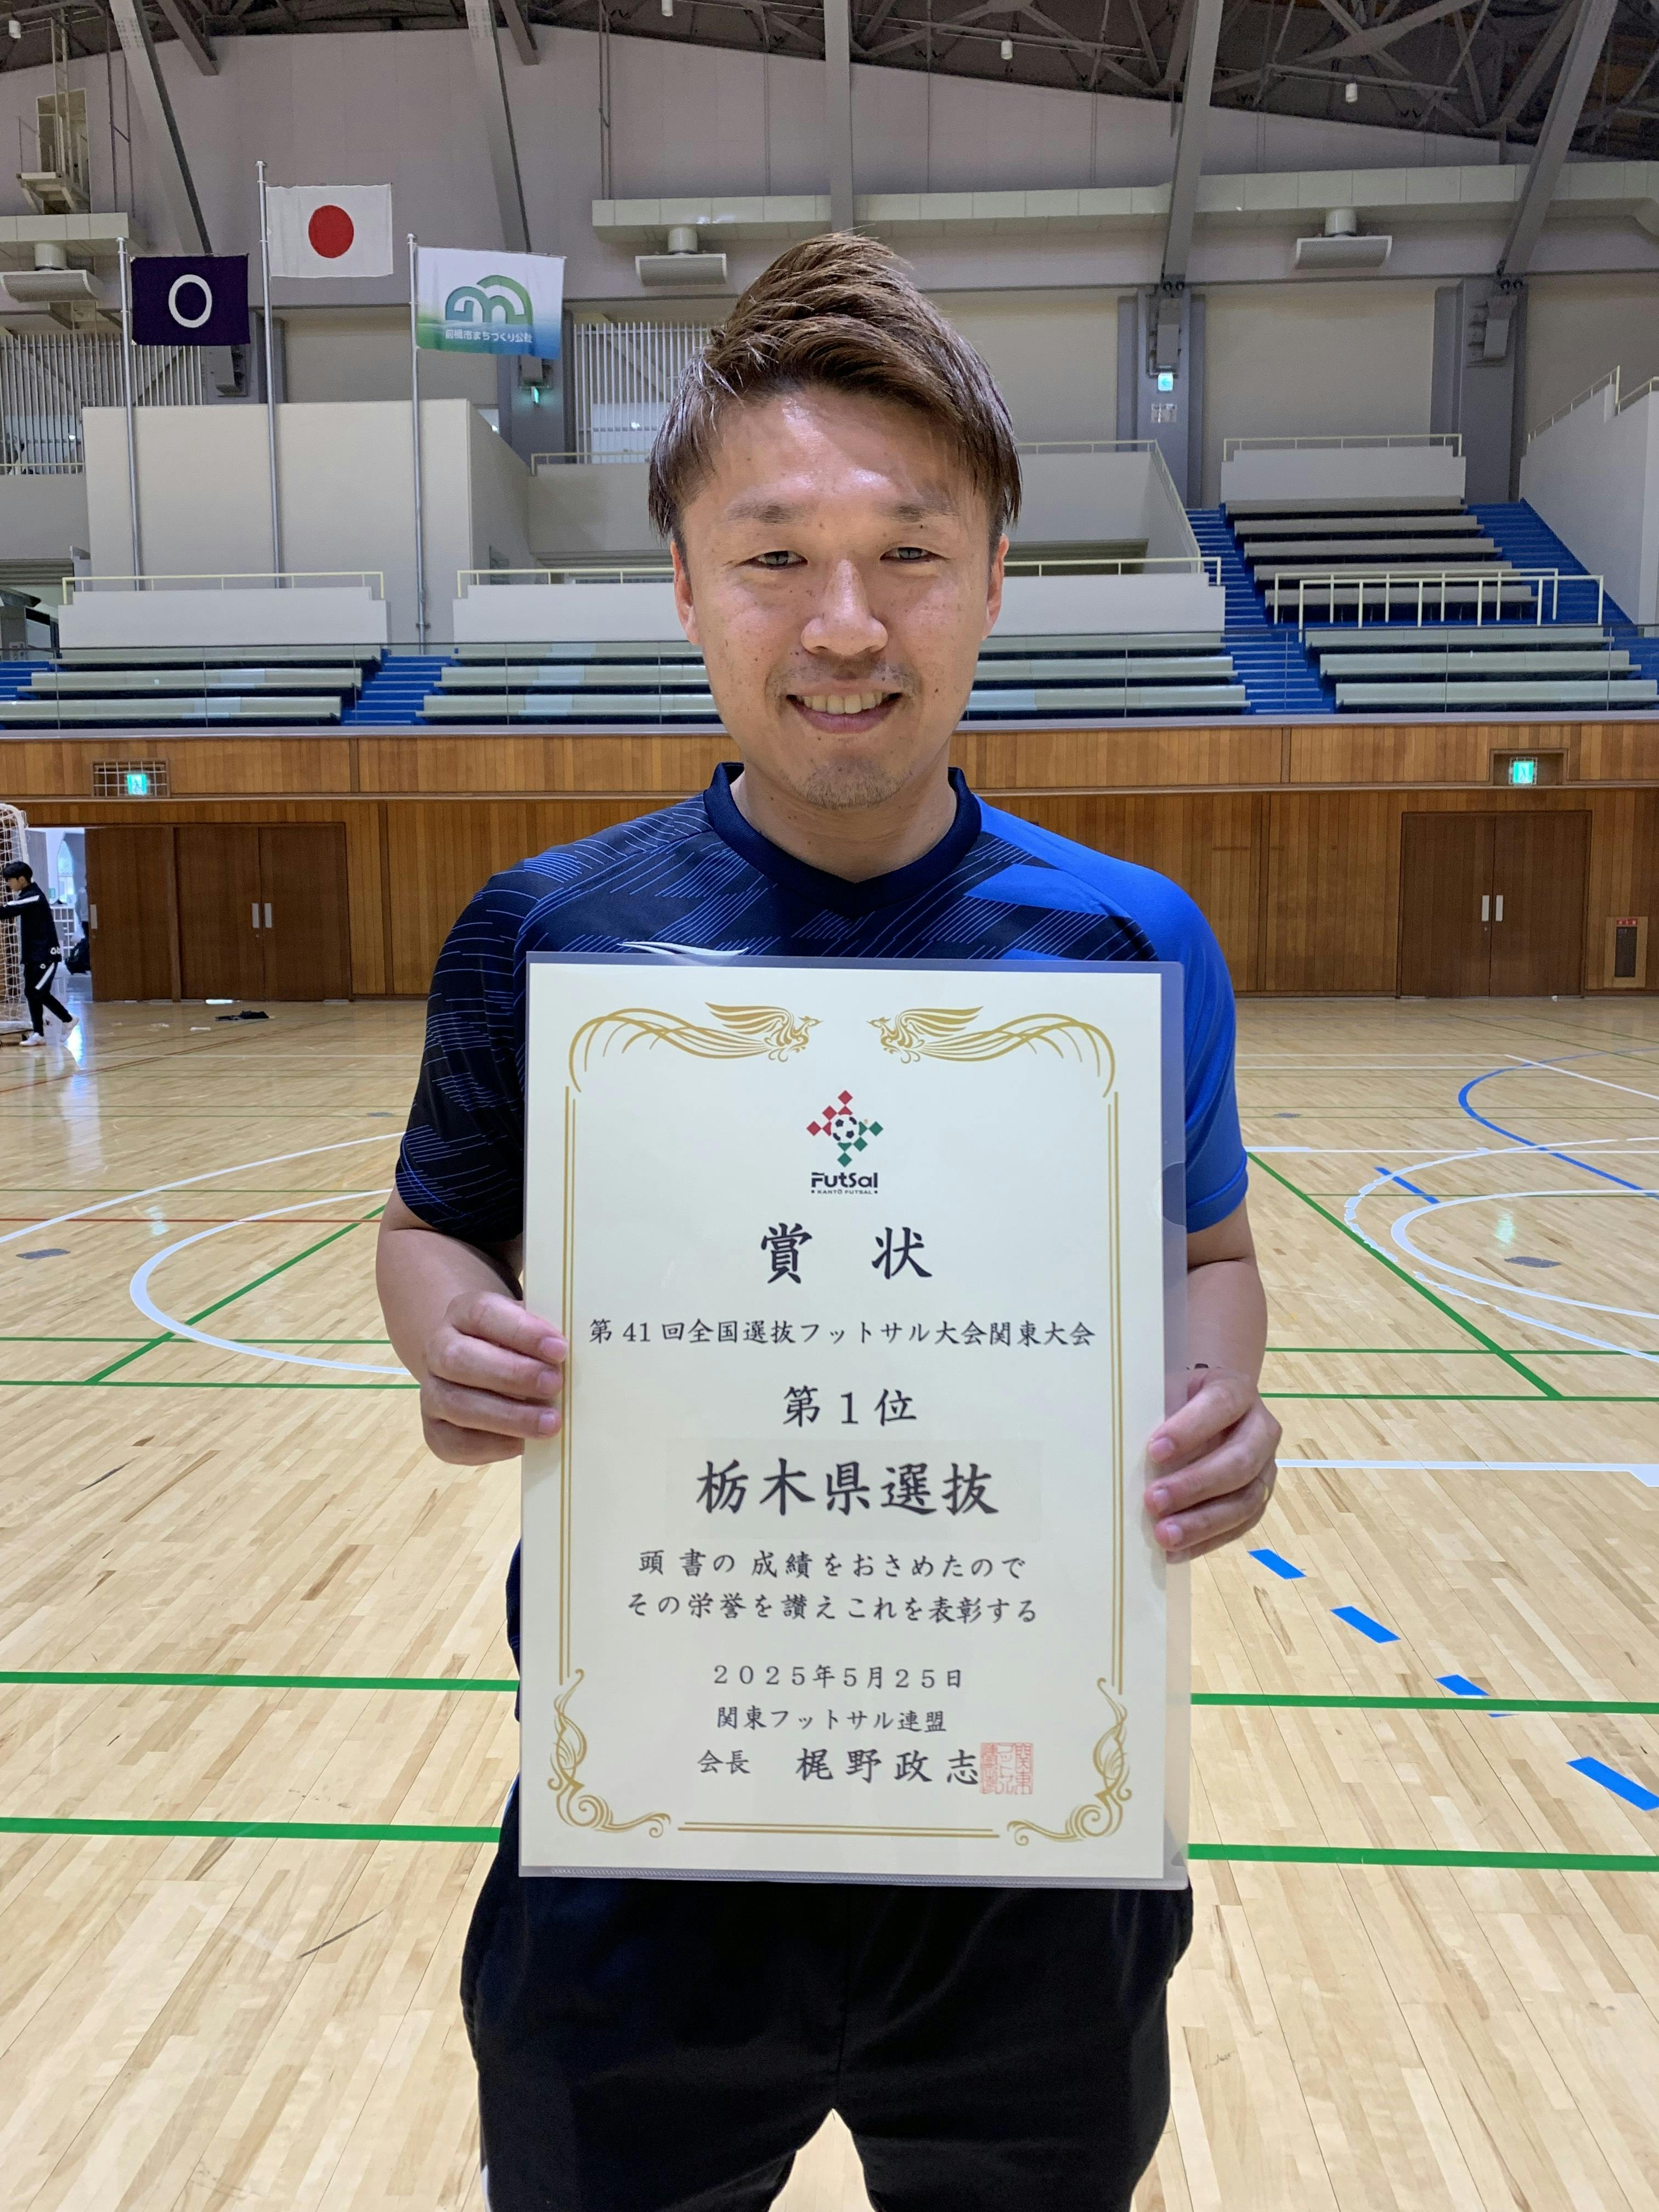 前橋市まちづくり公社
FutSal
KANTŌ FUTSAL
賞 状
第41回全国選抜フットサル大会関東大会
第1位
栃木県選抜
頭書の成績をおさめたので
その栄誉を讃えこれを表彰する
2025年5月25日
関東フットサル連盟
会長 梶野政志